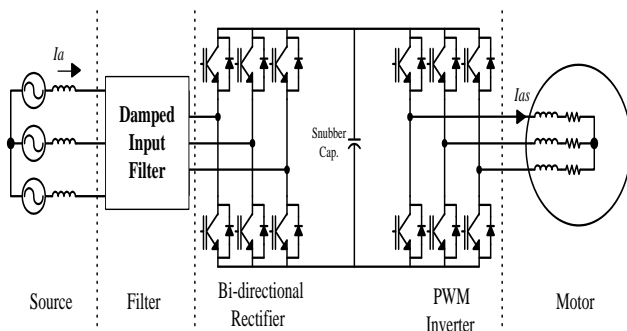 Ia
Damped
Input
Filter
Snubber
Cap.
Ias
Source
Filter
Bi-directional
Rectifier
PWM
Inverter
Motor